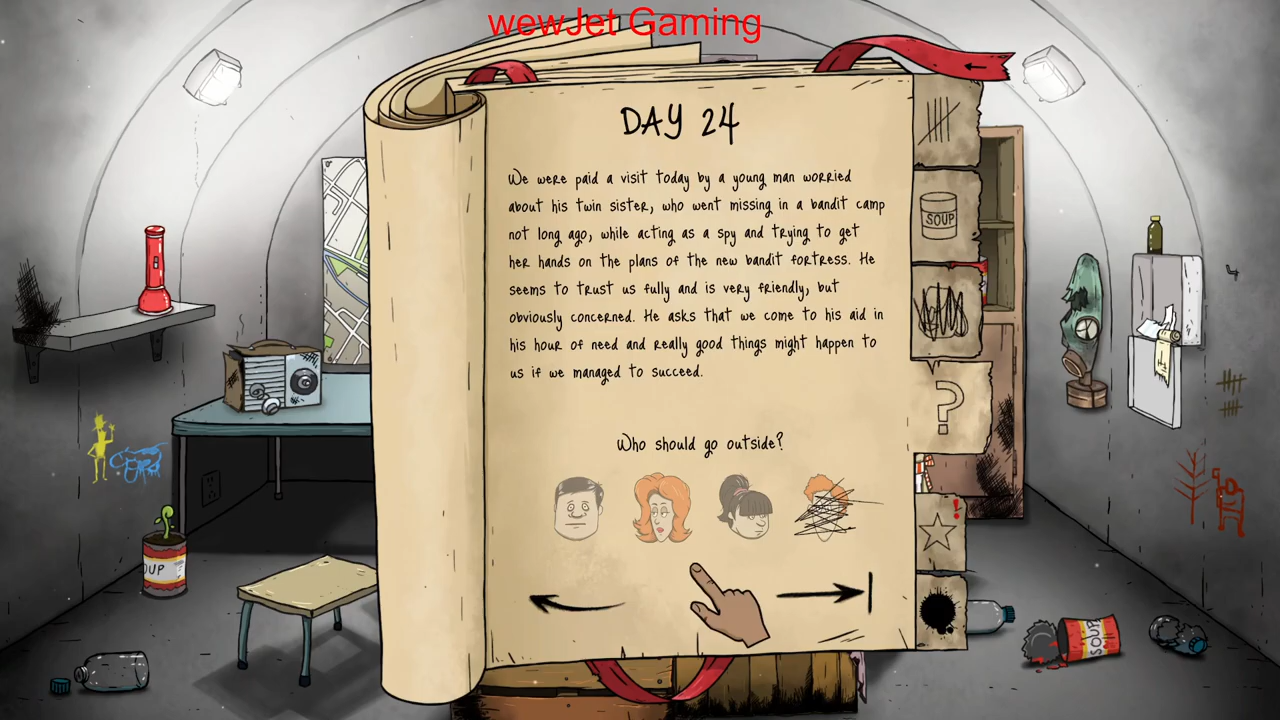 wewJet Gaming
DAY 24
We were paid a visit today by a young man worried
about his twin sister, who went missing in a bandit camp
not long ago, while acting as a spy and trying to get
her hands on the plans of the new bandit fortress. He
seems to trust us fully and is very friendly, but
obviously concerned. He asks that we come to his aid in
his hour of need and really good things might happen to
us if we managed to succeed.
Who should go outside?
SOUP
?
!
OUP
SOUP